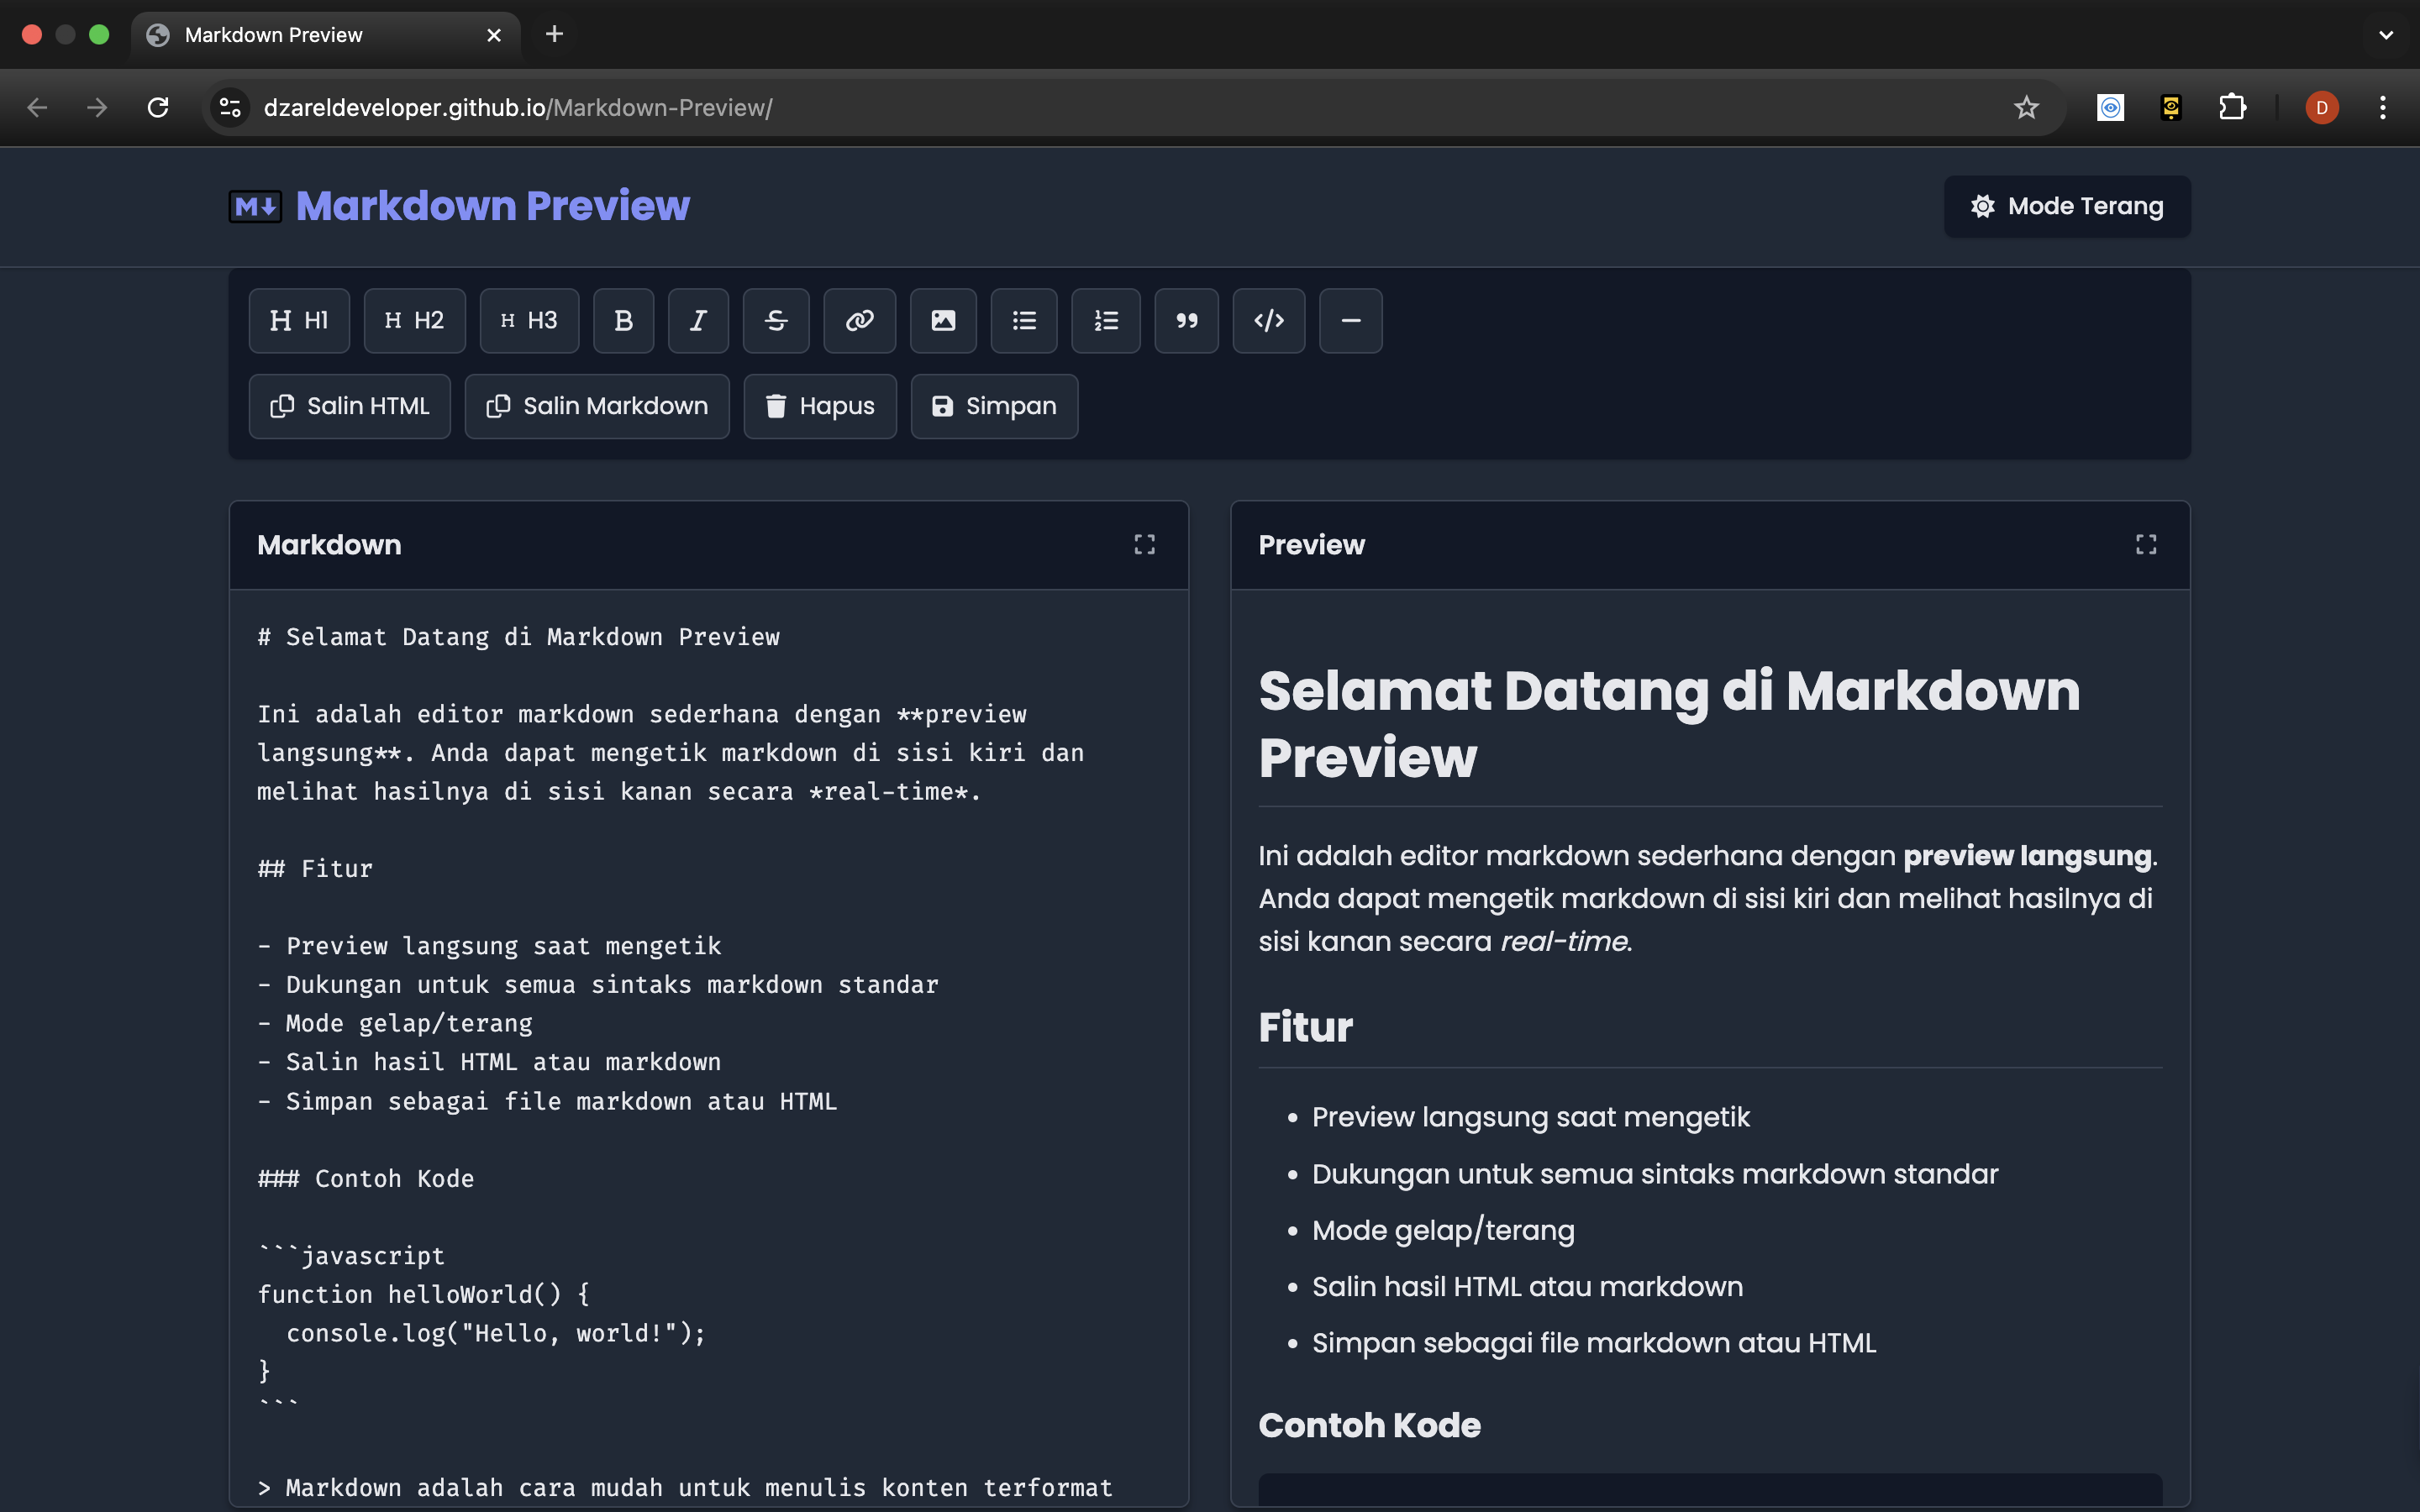 Markdown Preview
dzareldeveloper.github.io/Markdown-Preview/
D
M Markdown Preview
Mode Terang
H H1 H H2 H H3 B I S
Salin HTML Salin Markdown Hapus Simpan
Markdown
# Selamat Datang di Markdown Preview
Ini adalah editor markdown sederhana dengan **preview
langsung**. Anda dapat mengetik markdown di sisi kiri dan
melihat hasilnya di sisi kanan secara *real-time*.
## Fitur
- Preview langsung saat mengetik
- Dukungan untuk semua sintaks markdown standar
- Mode gelap/terang
- Salin hasil HTML atau markdown
- Simpan sebagai file markdown atau HTML
### Contoh Kode
```javascript
function helloWorld() {
  console.log("Hello, world!");
}
```
> Markdown adalah cara mudah untuk menulis konten terformat
Preview
Selamat Datang di Markdown
Preview
Ini adalah editor markdown sederhana dengan preview langsung.
Anda dapat mengetik markdown di sisi kiri dan melihat hasilnya di
sisi kanan secara real-time.
Fitur
• Preview langsung saat mengetik
• Dukungan untuk semua sintaks markdown standar
• Mode gelap/terang
• Salin hasil HTML atau markdown
• Simpan sebagai file markdown atau HTML
Contoh Kode